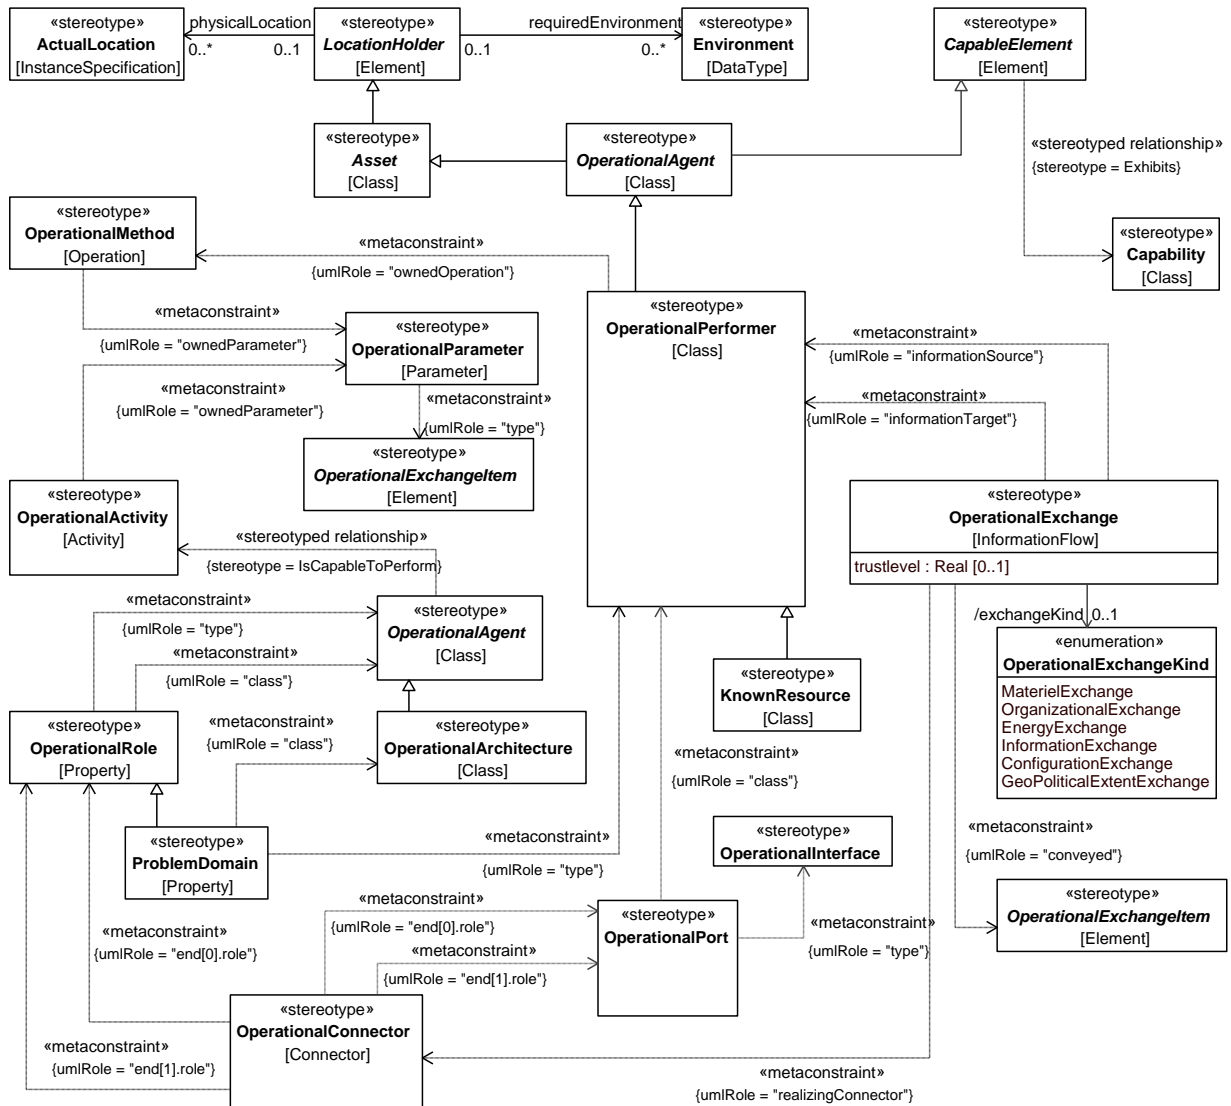 «stereotype»
ActualLocation
[InstanceSpecification]
physicalLocation
0..*
0..1
«stereotype»
LocationHolder
[Element]
requiredEnvironment
0..1
0..*
«stereotype»
Environment
[DataType]
«stereotype»
CapableElement
[Element]
«stereotype»
Asset
[Class]
«stereotype»
OperationalAgent
[Class]
«stereotyped relationship»
{stereotype = Exhibits}
«stereotype»
Capability
[Class]
«stereotype»
OperationalMethod
[Operation]
«metaconstraint»
{umlRole = "ownedOperation"}
«metaconstraint»
{umlRole = "ownedParameter"}
«stereotype»
OperationalParameter
[Parameter]
«stereotype»
OperationalPerformer
[Class]
«metaconstraint»
{umlRole = "informationSource"}
«metaconstraint»
{umlRole = "ownedParameter"}
«metaconstraint»
{umlRole = "type"}
«metaconstraint»
{umlRole = "informationTarget"}
«stereotype»
OperationalExchangeItem
[Element]
«stereotype»
OperationalActivity
[Activity]
«stereotype»
OperationalExchange
[InformationFlow]
trustlevel : Real [0..1]
«stereotyped relationship»
{stereotype = IsCapableToPerform}
«metaconstraint»
{umlRole = "type"}
«stereotype»
OperationalAgent
[Class]
/exchangeKind
0..1
«metaconstraint»
{umlRole = "class"}
«enumeration»
OperationalExchangeKind
MaterielExchange
OrganizationalExchange
EnergyExchange
InformationExchange
ConfigurationExchange
GeoPoliticalExtentExchange
«stereotype»
KnownResource
[Class]
«stereotype»
OperationalRole
[Property]
«metaconstraint»
{umlRole = "class"}
«stereotype»
OperationalArchitecture
[Class]
«metaconstraint»
{umlRole = "class"}
«stereotype»
ProblemDomain
[Property]
«metaconstraint»
{umlRole = "type"}
«stereotype»
OperationalInterface
«metaconstraint»
{umlRole = "conveyed"}
«stereotype»
OperationalExchangeItem
[Element]
«metaconstraint»
{umlRole = "end[0].role"}
«metaconstraint»
{umlRole = "end[0].role"}
«metaconstraint»
{umlRole = "end[1].role"}
«stereotype»
OperationalPort
«metaconstraint»
{umlRole = "type"}
«stereotype»
OperationalConnector
[Connector]
«metaconstraint»
{umlRole = "end[1].role"}
«metaconstraint»
{umlRole = "realizingConnector"}